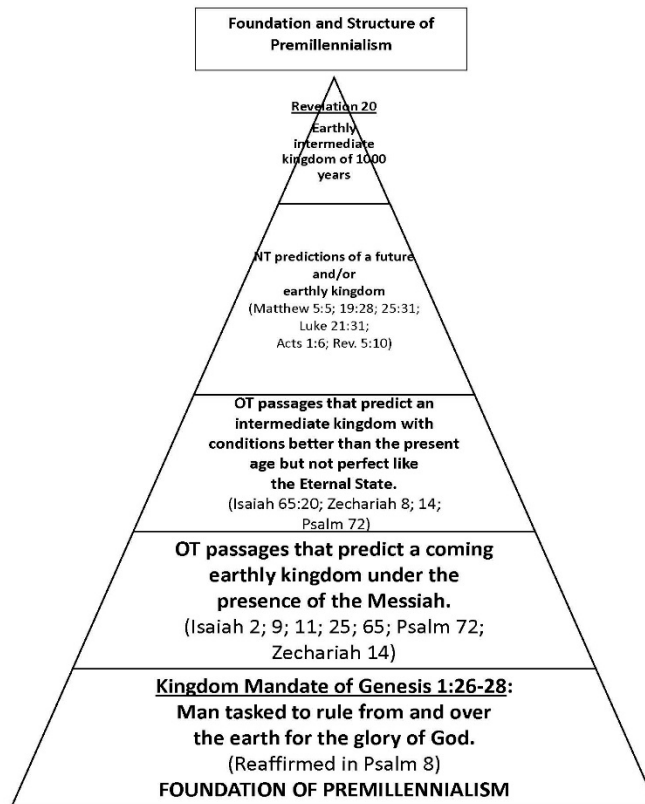 Foundation and Structure of
Premillennialism
Revelation 20
Earthly
intermediate
kingdom of 1000
years
NT predictions of a future
and/or
earthly kingdom
(Matthew 5:5; 19:28; 25:31;
Luke 21:31;
Acts 1:6; Rev. 5:10)
OT passages that predict an
intermediate kingdom with
conditions better than the present
age but not perfect like
the Eternal State.
(Isaiah 65:20; Zechariah 8; 14;
Psalm 72)
OT passages that predict a coming
earthly kingdom under the
presence of the Messiah.
(Isaiah 2; 9; 11; 25; 65; Psalm 72;
Zechariah 14)
Kingdom Mandate of Genesis 1:26-28:
Man tasked to rule from and over
the earth for the glory of God.
(Reaffirmed in Psalm 8)
FOUNDATION OF PREMILLENNIALISM